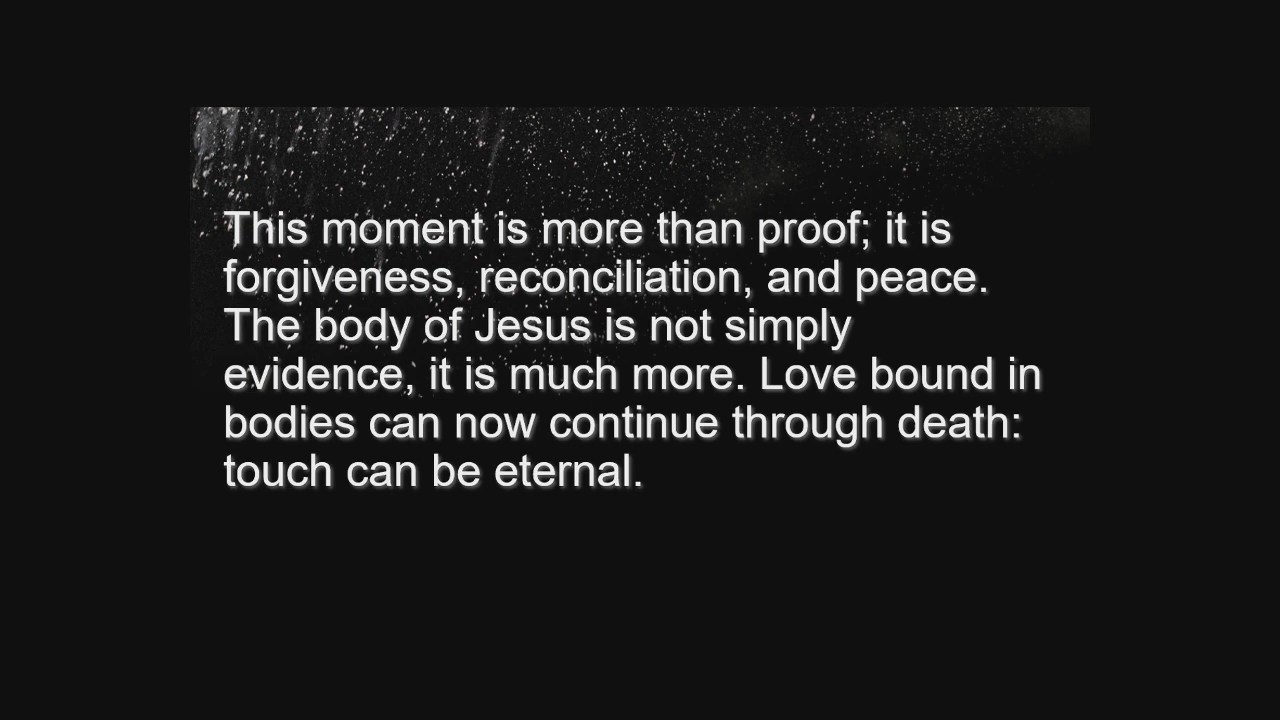 This moment is more than proof; it is
forgiveness, reconciliation, and peace.
The body of Jesus is not simply
evidence, it is much more. Love bound in
bodies can now continue through death:
touch can be eternal.